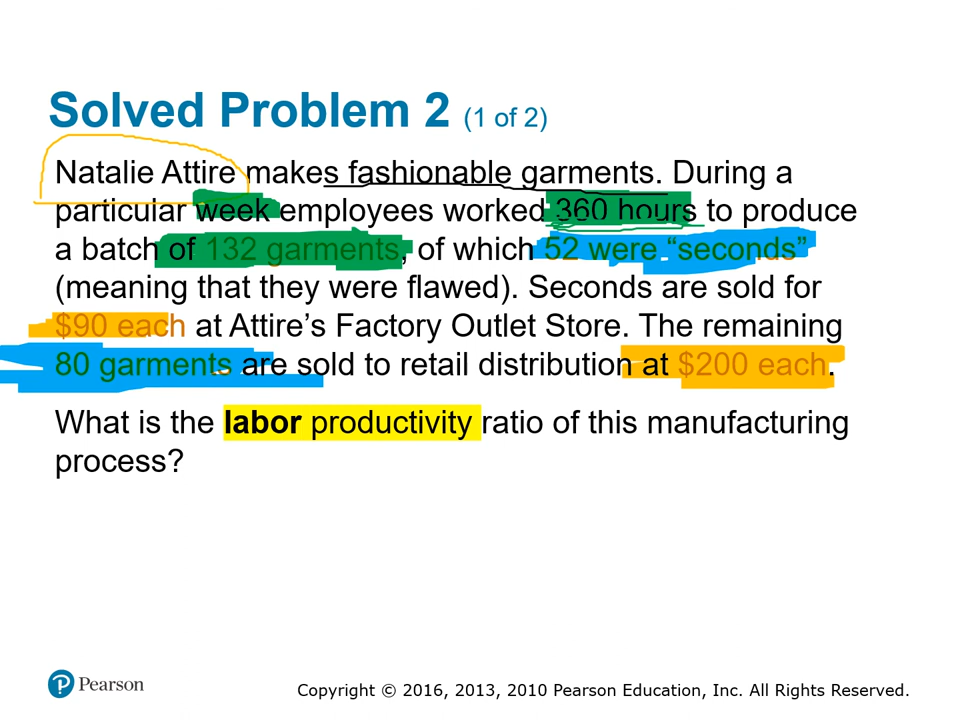 Solved Problem 2 (1 of 2)
Natalie Attire makes fashionable garments. During a
particular week employees worked 360 hours to produce
a batch of 132 garments, of which 52 were “seconds”
(meaning that they were flawed). Seconds are sold for
$90 each at Attire’s Factory Outlet Store. The remaining
80 garments are sold to retail distribution at $200 each.
What is the labor productivity ratio of this manufacturing
process?
Pearson
Copyright © 2016, 2013, 2010 Pearson Education, Inc. All Rights Reserved.